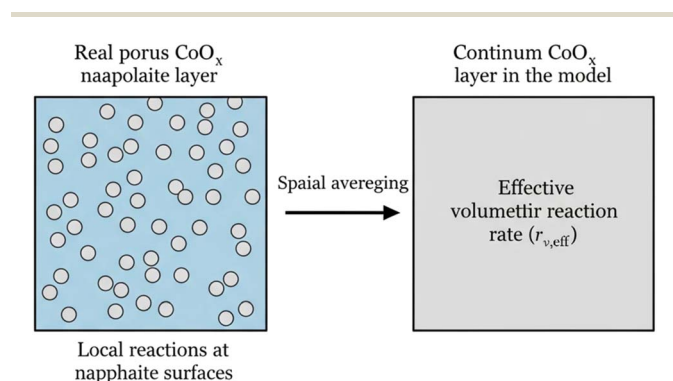 Real porus CoOₓ
naapolaite layer
Continum CoOₓ
layer in the model
Spaial avereging
Effective
volumettir reaction
rate (rᵥ,eff)
Local reactions at
napphaite surfaces